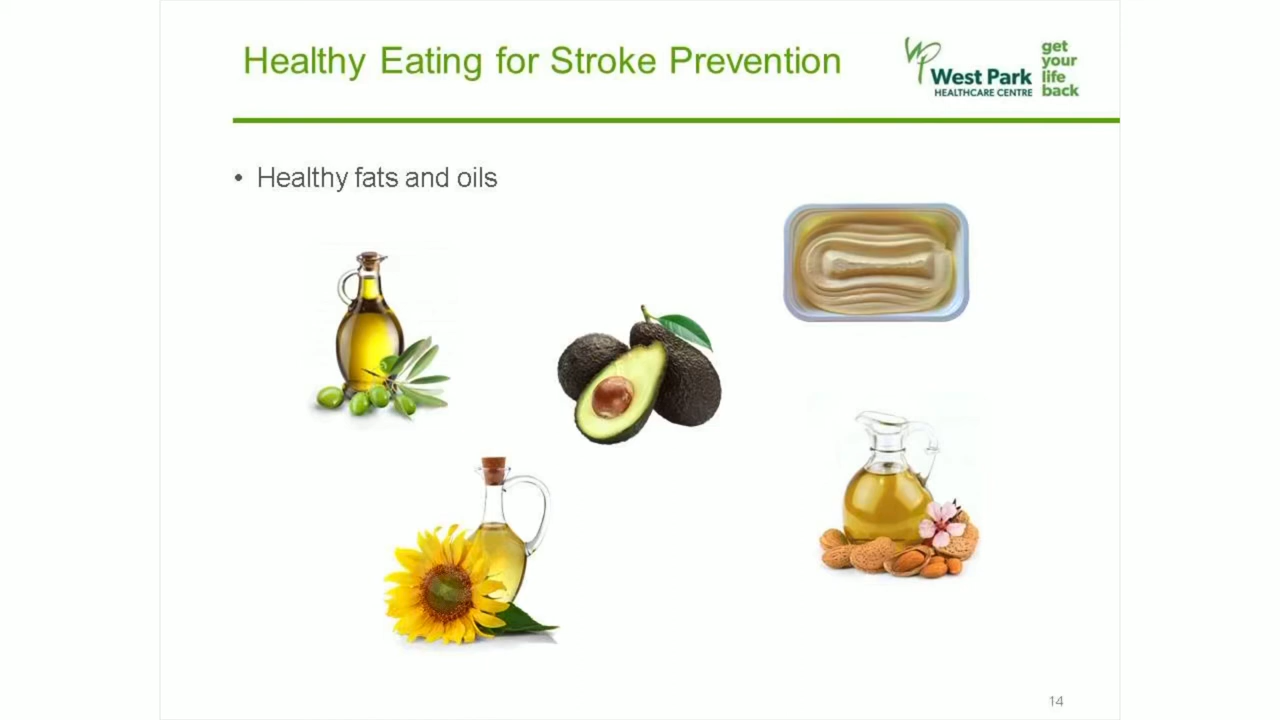 Healthy Eating for Stroke Prevention
West Park
HEALTHCARE CENTRE
get
your
life
back
• Healthy fats and oils
14